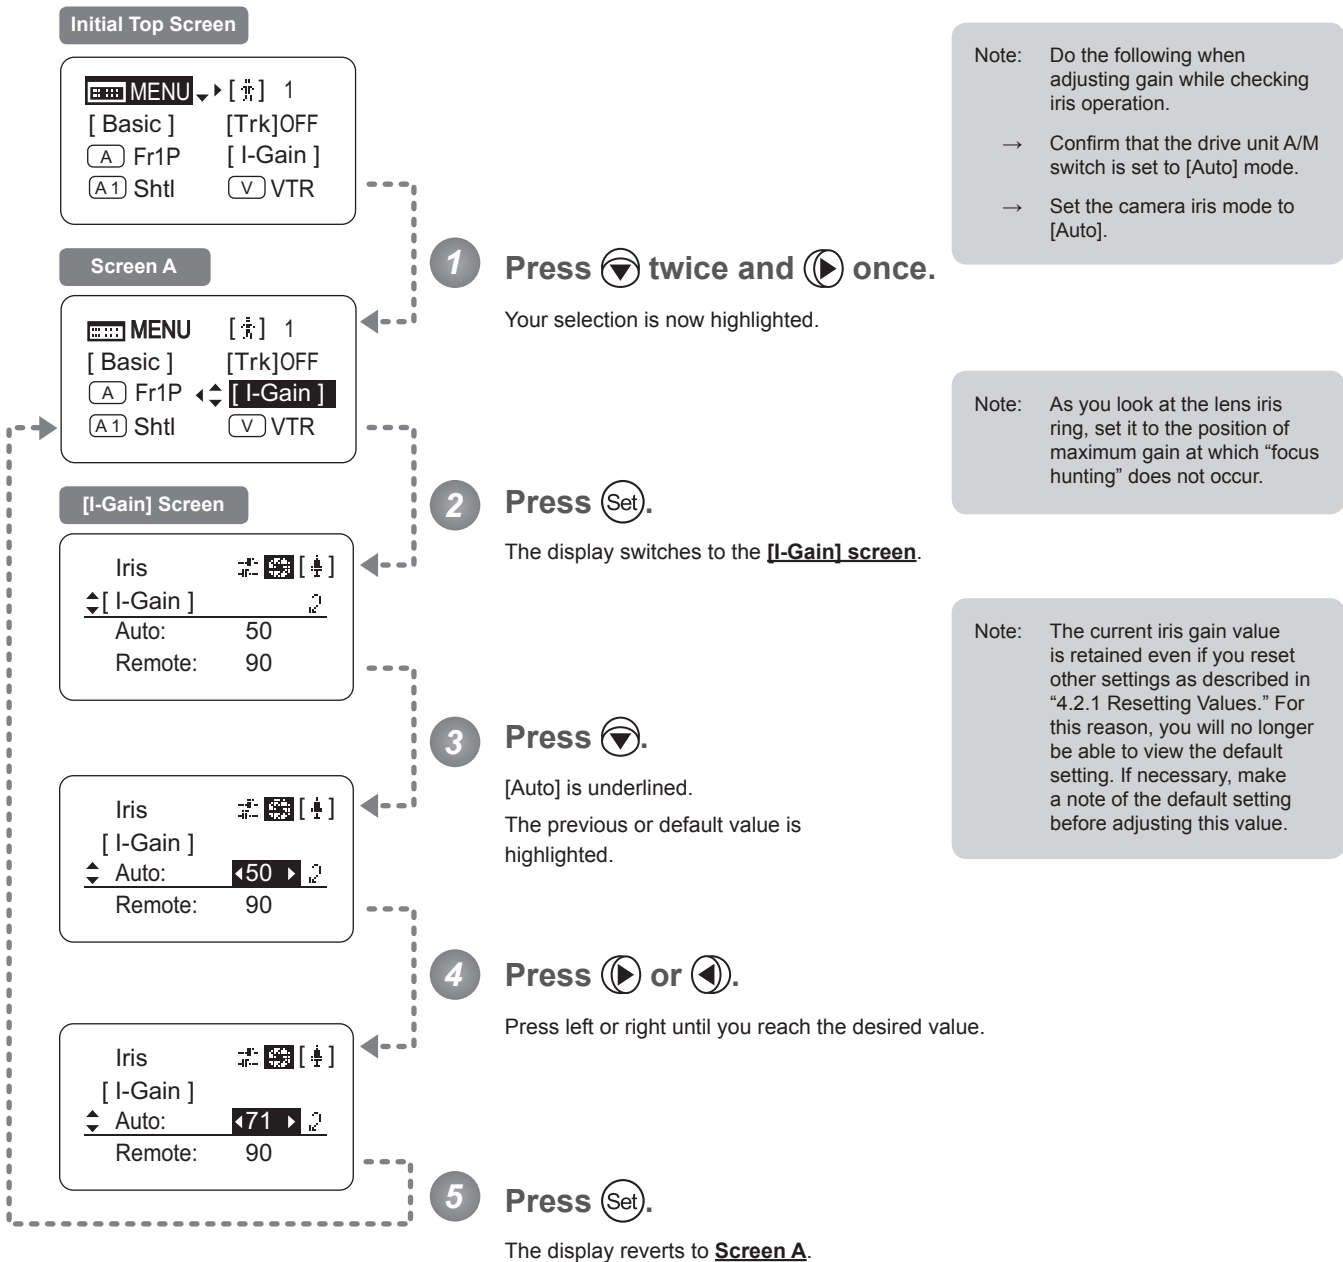 Initial Top Screen
MENU [ ] 1
[ Basic ] [Trk]OFF
A Fr1P [ I-Gain ]
A1 Shtl V VTR
Screen A
MENU [ ] 1
[ Basic ] [Trk]OFF
A Fr1P [ I-Gain ]
A1 Shtl V VTR
1 Press twice and once.
Your selection is now highlighted.
[I-Gain] Screen
Iris [ ]
[ I-Gain ]
Auto: 50
Remote: 90
2 Press Set.
The display switches to the [I-Gain] screen.
3 Press .
[Auto] is underlined.
The previous or default value is
highlighted.
Iris [ ]
[ I-Gain ]
Auto: 50
Remote: 90
4 Press or .
Press left or right until you reach the desired value.
Iris [ ]
[ I-Gain ]
Auto: 71
Remote: 90
5 Press Set.
The display reverts to Screen A.
Note: Do the following when
adjusting gain while checking
iris operation.
→ Confirm that the drive unit A/M
switch is set to [Auto] mode.
→ Set the camera iris mode to
[Auto].
Note: As you look at the lens iris
ring, set it to the position of
maximum gain at which “focus
hunting” does not occur.
Note: The current iris gain value
is retained even if you reset
other settings as described in
“4.2.1 Resetting Values.” For
this reason, you will no longer
be able to view the default
setting. If necessary, make
a note of the default setting
before adjusting this value.